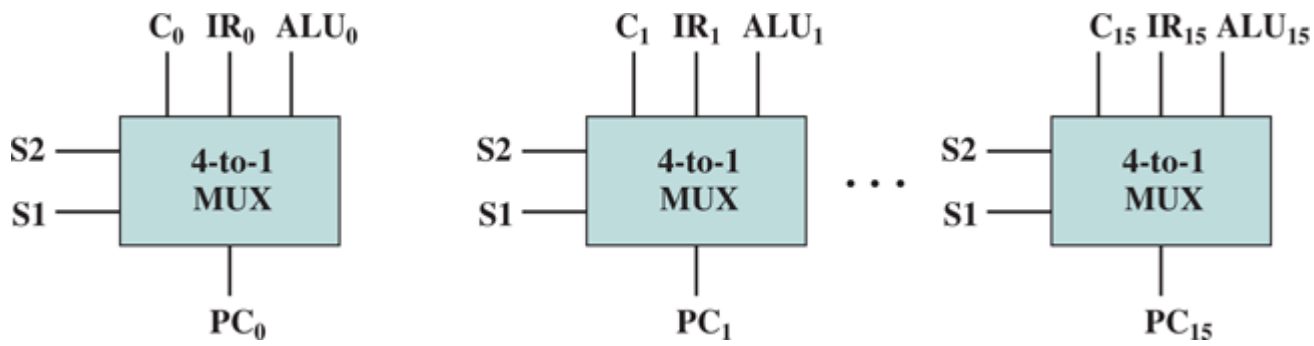 C₀ IR₀ ALU₀ C₁ IR₁ ALU₁ C₁₅ IR₁₅ ALU₁₅
S2 4-to-1 S2 4-to-1 . . . S2 4-to-1
S1 MUX S1 MUX S1 MUX
PC₀ PC₁ PC₁₅